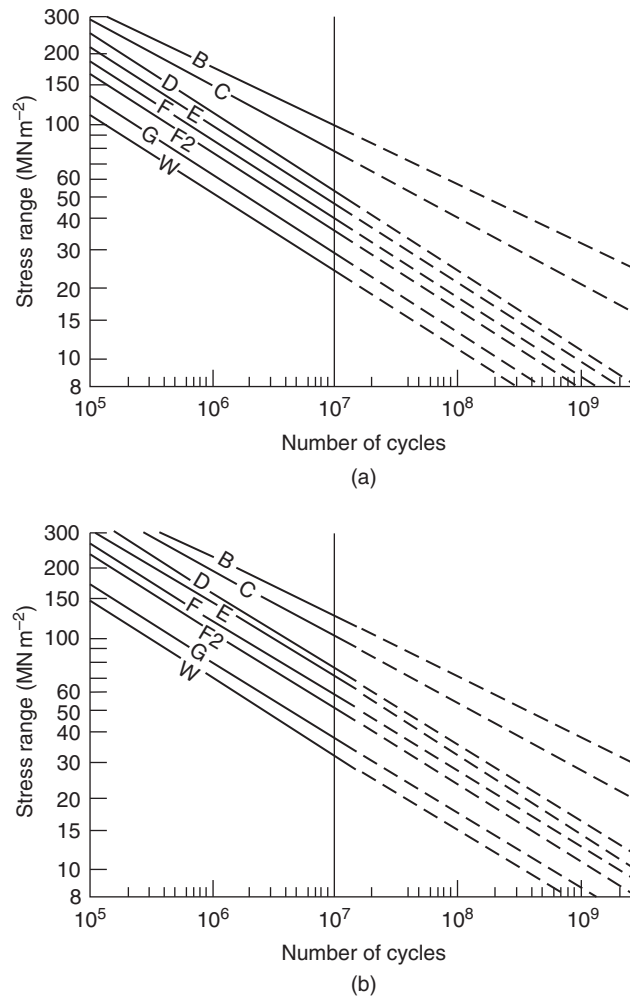 300
200
150
100
60
50
40
30
20
15
10
8
Stress range (MN m⁻²)
B
C
D
E
F
F2
G
W
10⁵
10⁶
10⁷
10⁸
10⁹
Number of cycles
(a)
300
200
150
100
60
50
40
30
20
15
10
8
Stress range (MN m⁻²)
B
C
D
E
F
F2
G
W
10⁵
10⁶
10⁷
10⁸
10⁹
Number of cycles
(b)